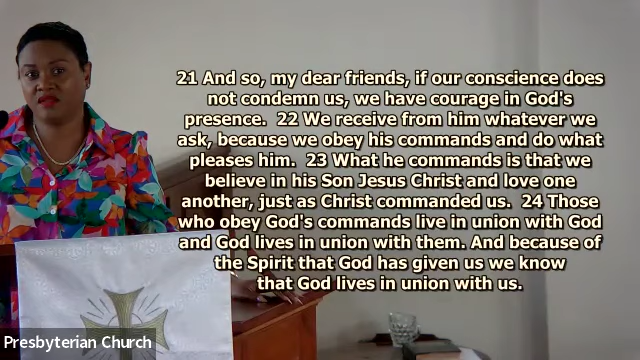 21 And so, my dear friends, if our conscience does
not condemn us, we have courage in God's
presence.  22 We receive from him whatever we
ask, because we obey his commands and do what
pleases him.  23 What he commands is that we
believe in his Son Jesus Christ and love one
another, just as Christ commanded us.  24 Those
who obey God's commands live in union with God
and God lives in union with them. And because of
the Spirit that God has given us we know
that God lives in union with us.
Presbyterian Church